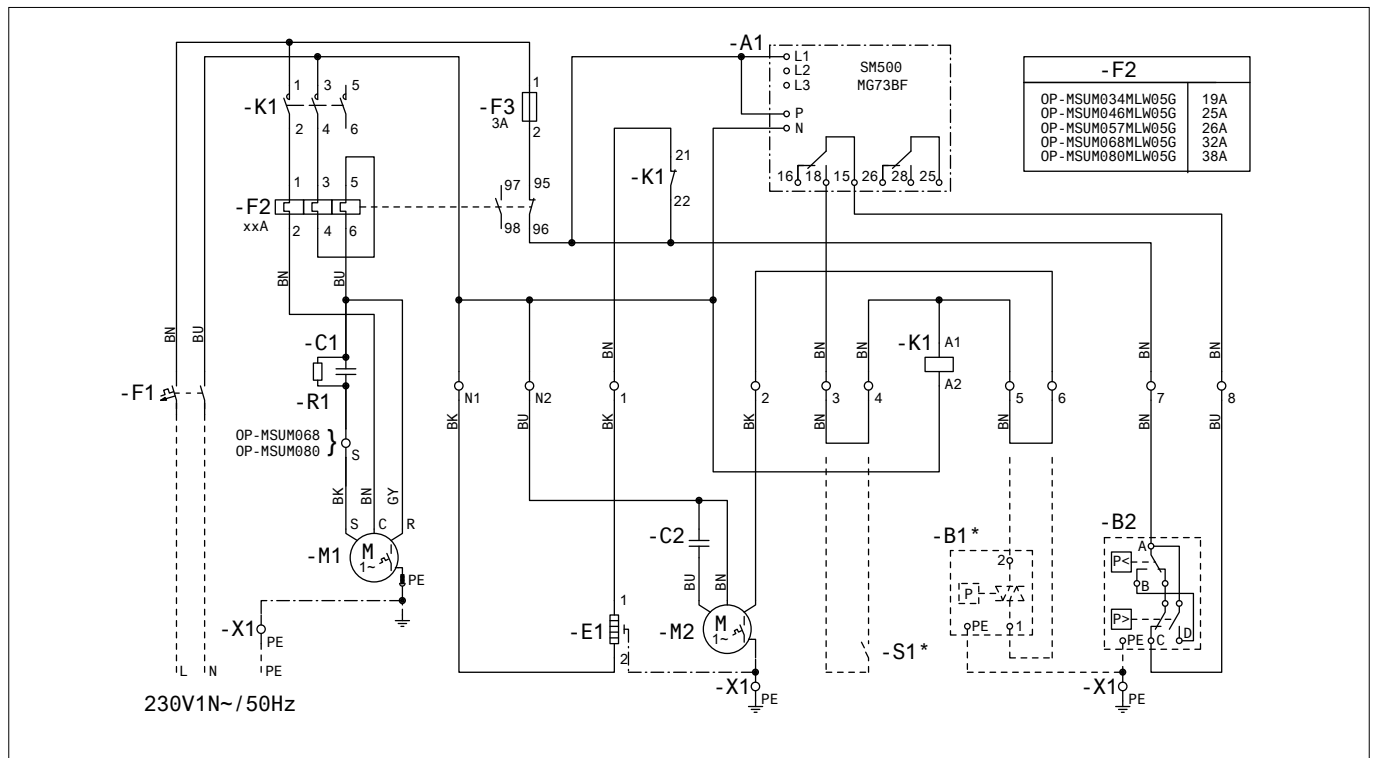 -A1
L1
L2
L3
P
N
SM500
MG73BF
16 18 15 26 28 25
-F2
OP-MSUM034MLW05G 19A
OP-MSUM046MLW05G 25A
OP-MSUM057MLW05G 26A
OP-MSUM068MLW05G 32A
OP-MSUM080MLW05G 38A
1 3 5
-K1
2 4 6
1
-F3
3A
2
21
-K1
22
1 3 5
-F2
xxA
2 4 6
97 95
98 96
BN BU
BN BU
-C1
-R1
-F1
OP-MSUM068
OP-MSUM080 }
S
BK BN GY
S C R
-M1
M
1~
PE
-X1
PE
L N PE
230V1N~/50Hz
BN BN BN BN BN BN BN
-K1
A1
A2
N1 N2 1 2 3 4 5 6 7 8
BK BU BK BK BN BN BN BU
-C2
BU BN
1
-E1
2
-M2
M
1~
-X1
PE
-S1*
-B1*
2
P
PE
1
-B2
A
P<
B
P>
PE
C
D
-X1
PE